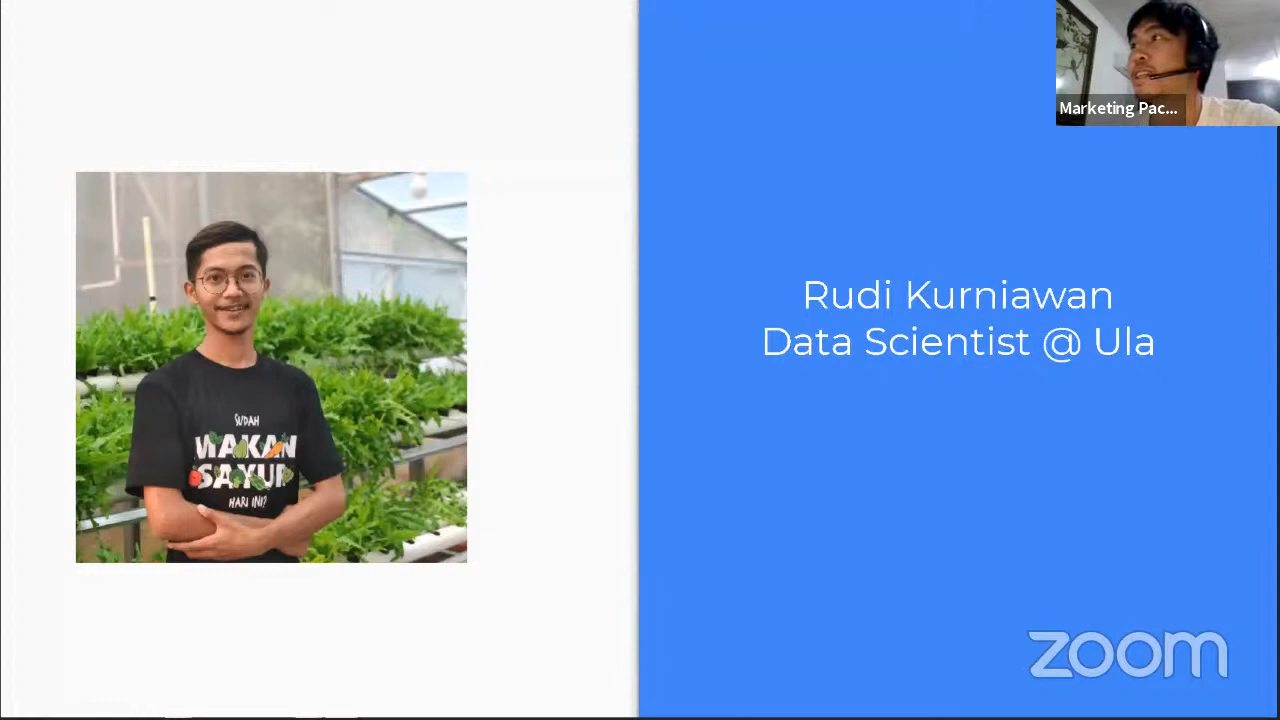 Marketing Pac...
Rudi Kurniawan
Data Scientist @ Ula
SUDAH
MAKAN
SAYUR
HARI INI?
zoom